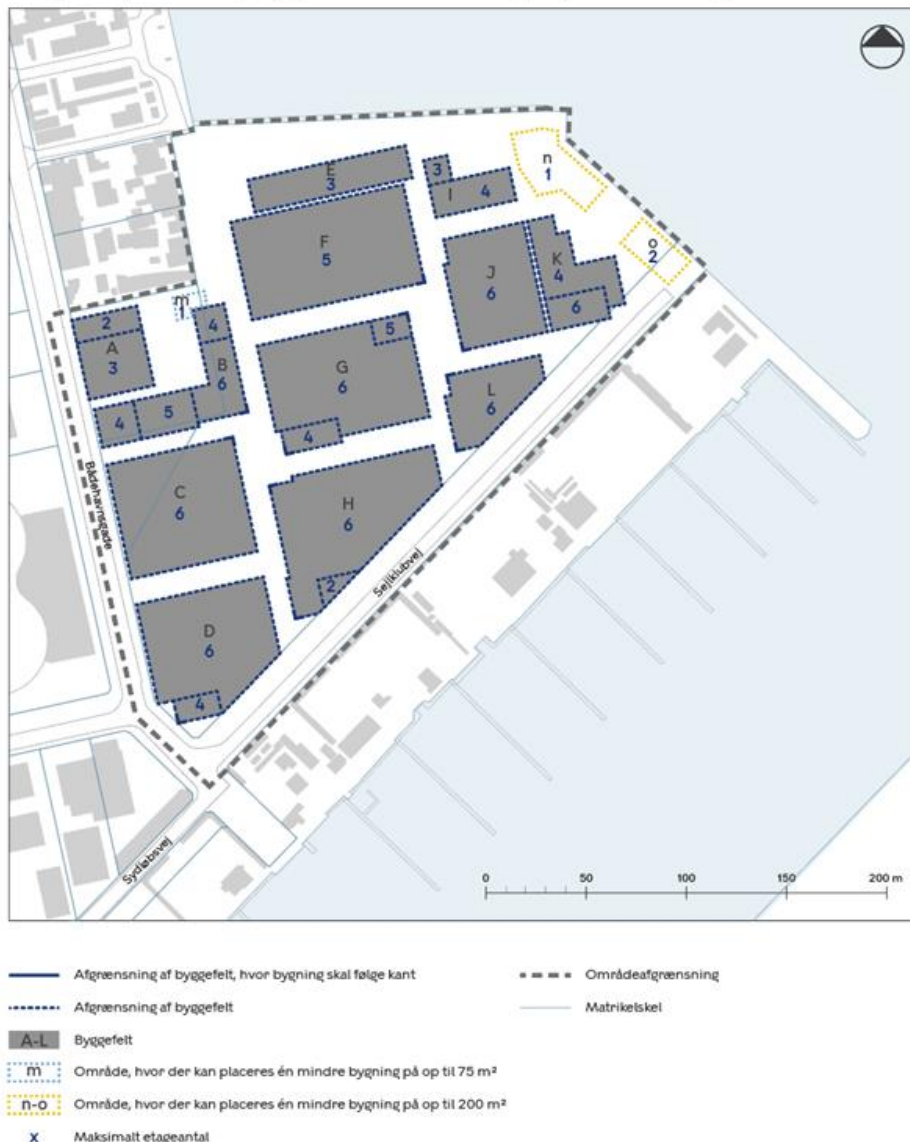 E
3
3
I
4
n
1
F
5
o
2
J
6
K
4
6
m
1
2
A
3
4
B
6
5
G
6
4
L
6
4
5
C
6
H
6
2
D
6
4
Bådehavnsgade
Sejlklubvej
Sydløbsvej
0 50 100 150 200 m
Afgrænsning af byggefelt, hvor bygning skal følge kant
Afgrænsning af byggefelt
A-L Byggefelt
m Område, hvor der kan placeres én mindre bygning på op til 75 m²
n-o Område, hvor der kan placeres én mindre bygning på op til 200 m²
x Maksimalt etageantal
Områdeafgrænsning
Matrikelskel